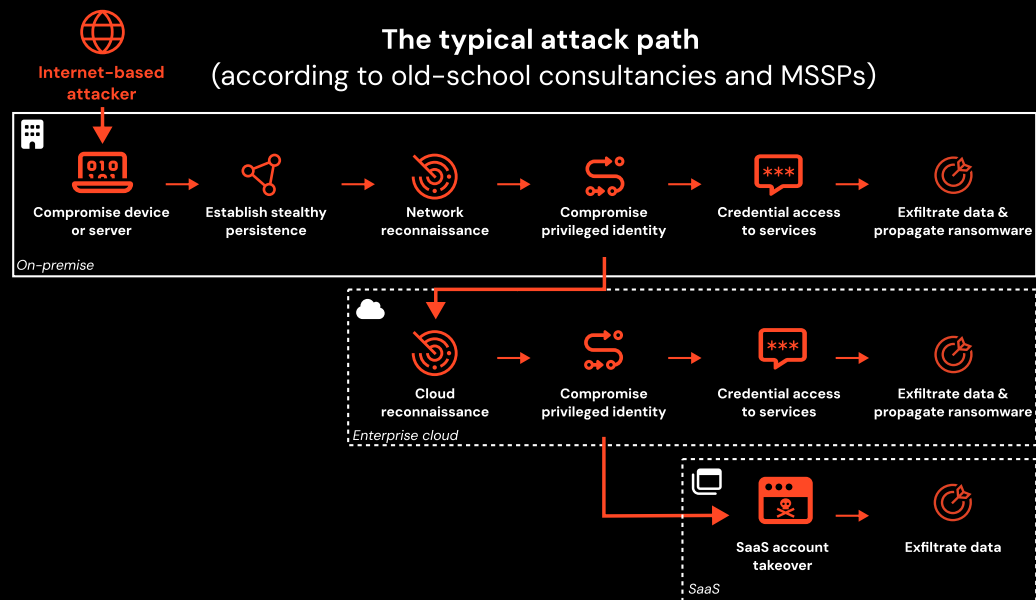 The typical attack path
(according to old-school consultancies and MSSPs)
Internet-based
attacker
010
Compromise device
or server
Establish stealthy
persistence
Network
reconnaissance
Compromise
privileged identity
***
Credential access
to services
Exfiltrate data &
propagate ransomware
On-premise
Cloud
reconnaissance
Compromise
privileged identity
***
Credential access
to services
Exfiltrate data &
propagate ransomware
Enterprise cloud
SaaS account
takeover
Exfiltrate data
SaaS